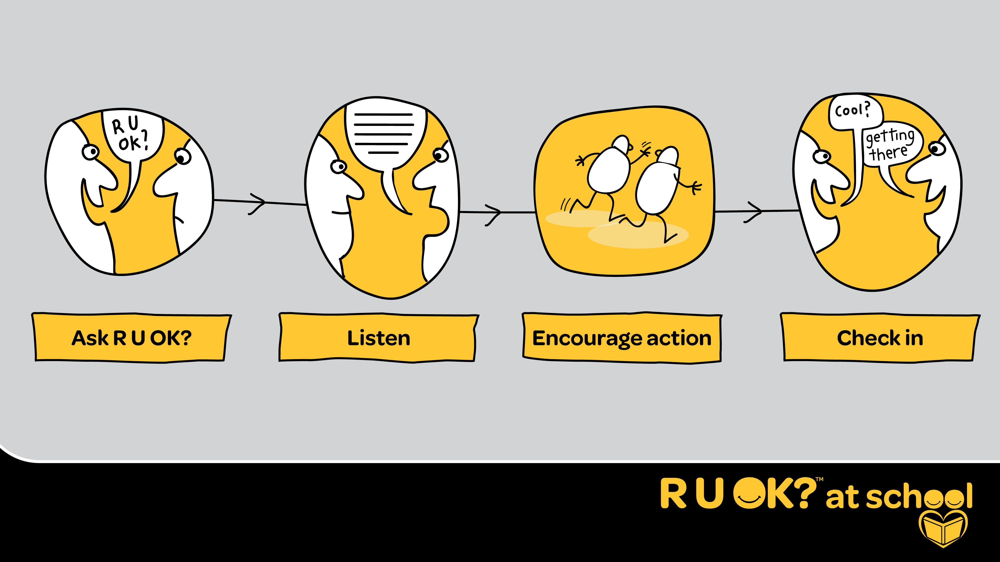 R U
OK?
cool?
getting
there
Ask R U OK?
Listen
Encourage action
Check in
R U OK?™ at school